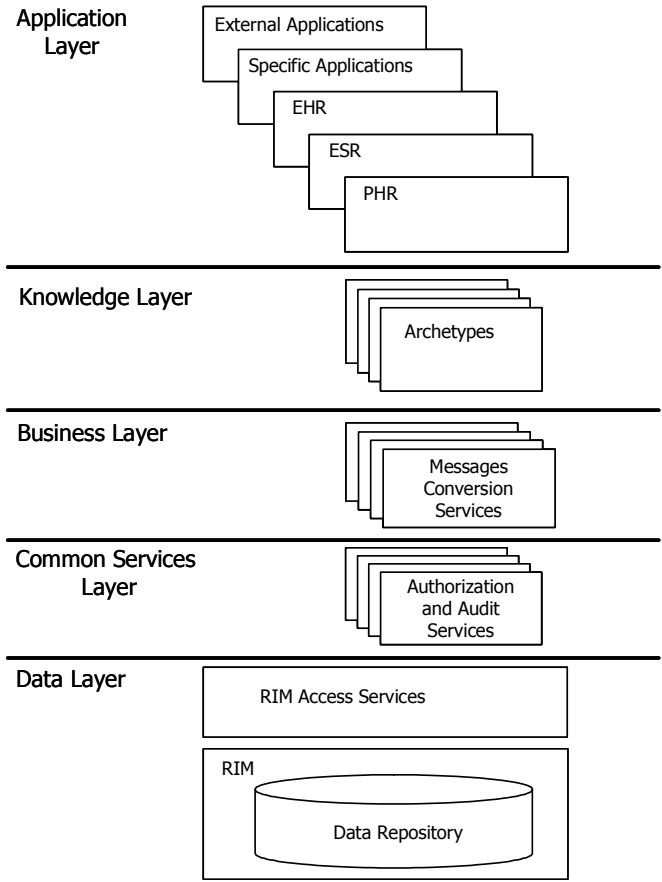 Application
Layer
External Applications
Specific Applications
EHR
ESR
PHR
Knowledge Layer
Archetypes
Business Layer
Messages
Conversion
Services
Common Services
Layer
Authorization
and Audit
Services
Data Layer
RIM Access Services
RIM
Data Repository